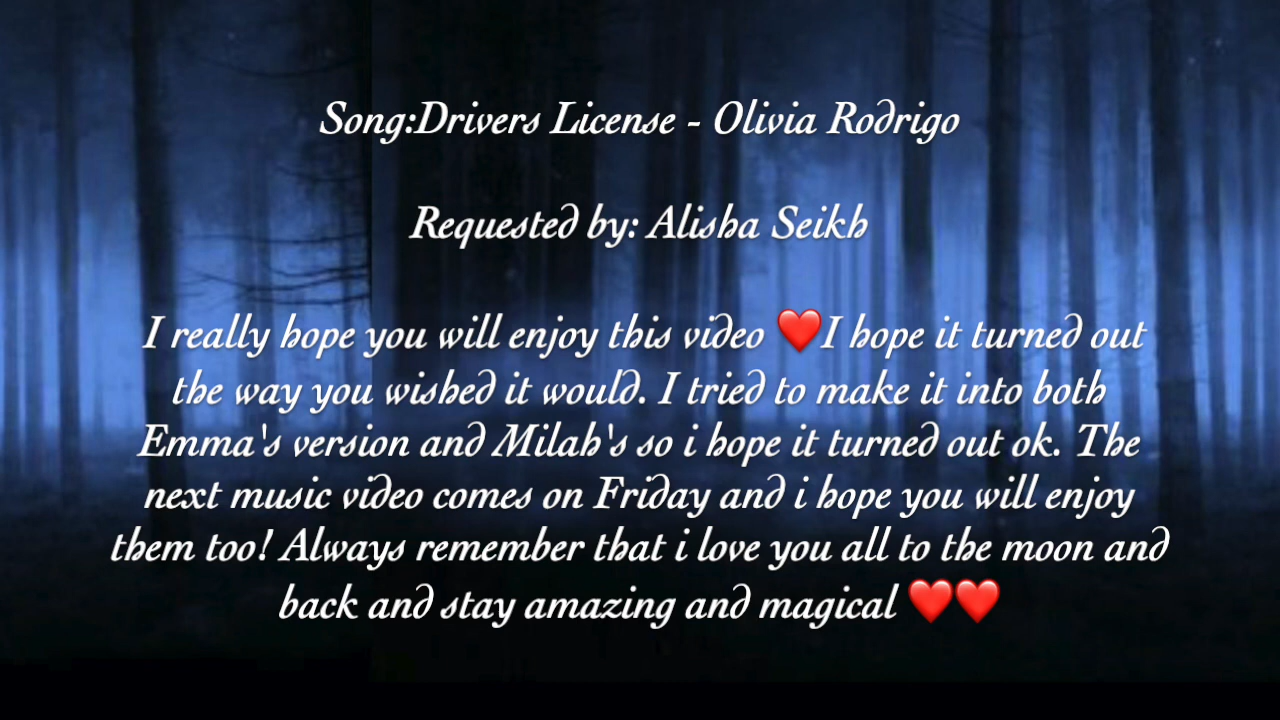 Song:Drivers License - Olivia Rodrigo
Requested by: Alisha Seikh
I really hope you will enjoy this video ❤️I hope it turned out
the way you wished it would. I tried to make it into both
Emma's version and Milah's so i hope it turned out ok. The
next music video comes on Friday and i hope you will enjoy
them too! Always remember that i love you all to the moon and
back and stay amazing and magical ❤️❤️